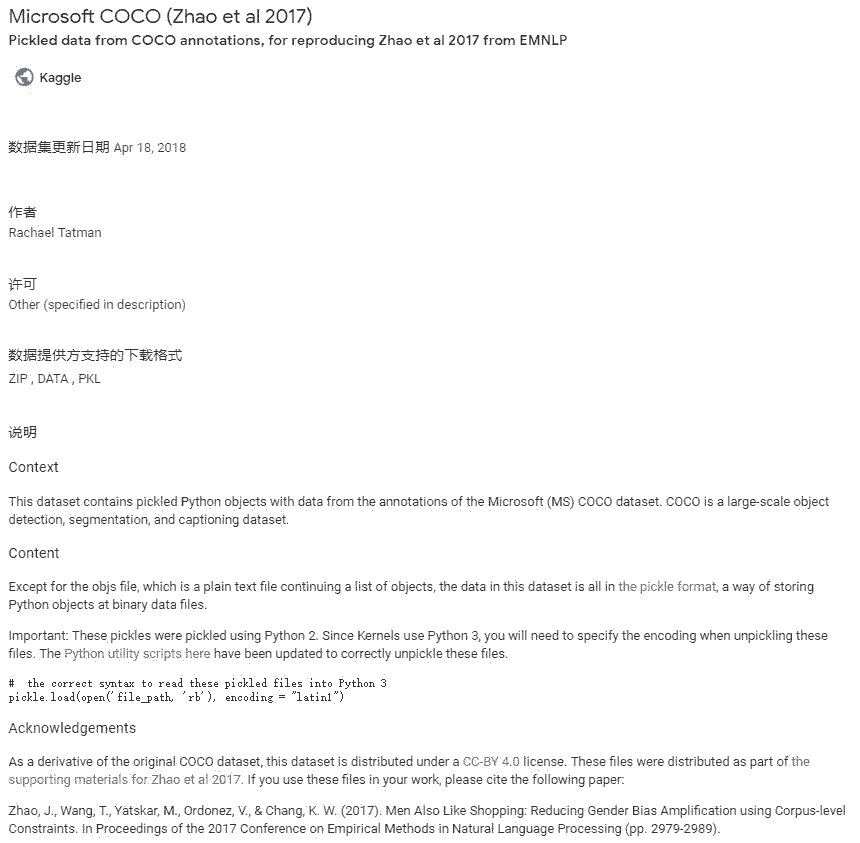 Microsoft COCO (Zhao et al 2017)
Pickled data from COCO annotations, for reproducing Zhao et al 2017 from EMNLP
Kaggle
数据集更新日期 Apr 18, 2018
作者
Rachael Tatman
许可
Other (specified in description)
数据提供方支持的下载格式
ZIP , DATA , PKL
说明
Context
This dataset contains pickled Python objects with data from the annotations of the Microsoft (MS) COCO dataset. COCO is a large-scale object
detection, segmentation, and captioning dataset.
Content
Except for the objs file, which is a plain text file continuing a list of objects, the data in this dataset is all in the pickle format, a way of storing
Python objects at binary data files.
Important: These pickles were pickled using Python 2. Since Kernels use Python 3, you will need to specify the encoding when unpickling these
files. The Python utility scripts here have been updated to correctly unpickle these files.
#  the correct syntax to read these pickled files into Python 3
pickle.load(open('file_path, 'rb'), encoding = "latin1")
Acknowledgements
As a derivative of the original COCO dataset, this dataset is distributed under a CC-BY 4.0 license. These files were distributed as part of the
supporting materials for Zhao et al 2017. If you use these files in your work, please cite the following paper:
Zhao, J., Wang, T., Yatskar, M., Ordonez, V., & Chang, K. W. (2017). Men Also Like Shopping: Reducing Gender Bias Amplification using Corpus-level
Constraints. In Proceedings of the 2017 Conference on Empirical Methods in Natural Language Processing (pp. 2979-2989).